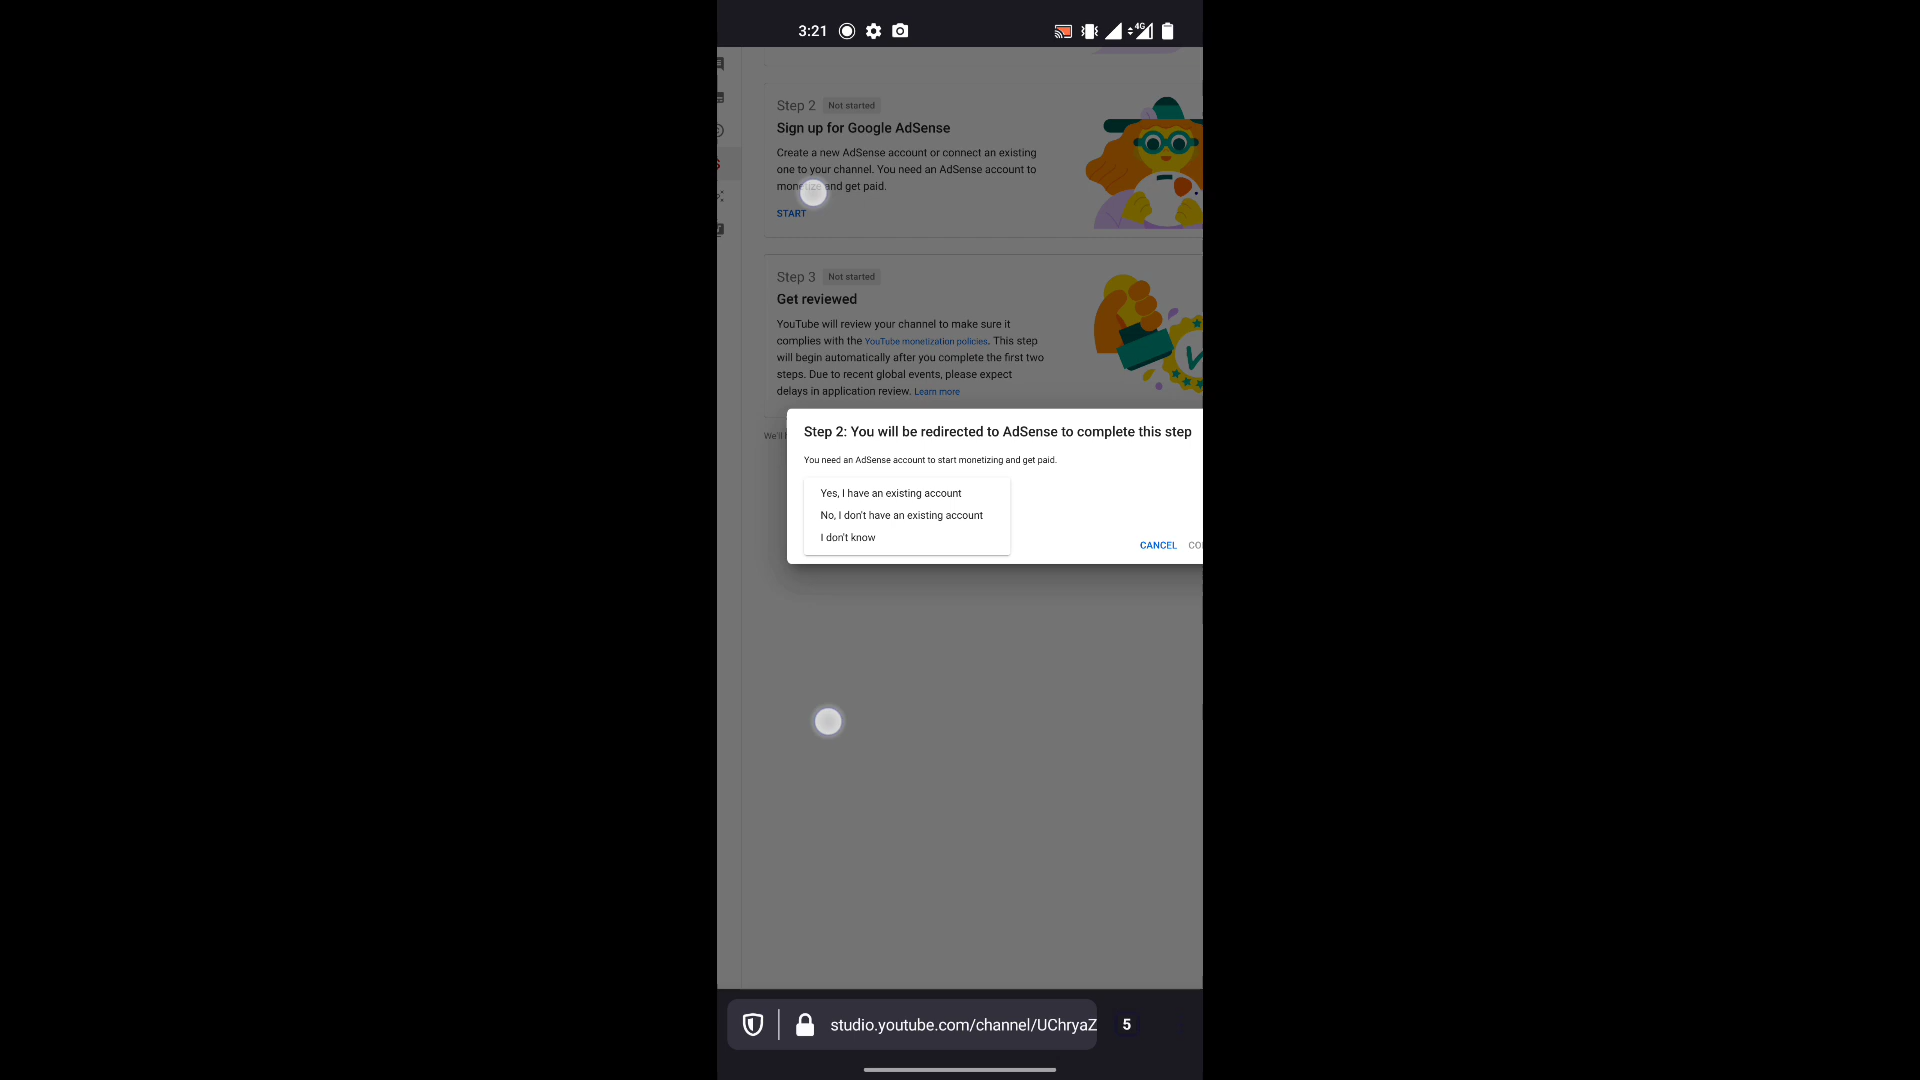 3:21
4G
Step 2 Not started
Sign up for Google AdSense
Create a new AdSense account or connect an existing
one to your channel. You need an AdSense account to
monetize and get paid.
START
Step 3 Not started
Get reviewed
YouTube will review your channel to make sure it
complies with the YouTube monetization policies. This step
will begin automatically after you complete the first two
steps. Due to recent global events, please expect
delays in application review. Learn more
We'll
Step 2: You will be redirected to AdSense to complete this step
You need an AdSense account to start monetizing and get paid.
Yes, I have an existing account
No, I don't have an existing account
I don't know
CANCEL CO
studio.youtube.com/channel/UChryaZ 5